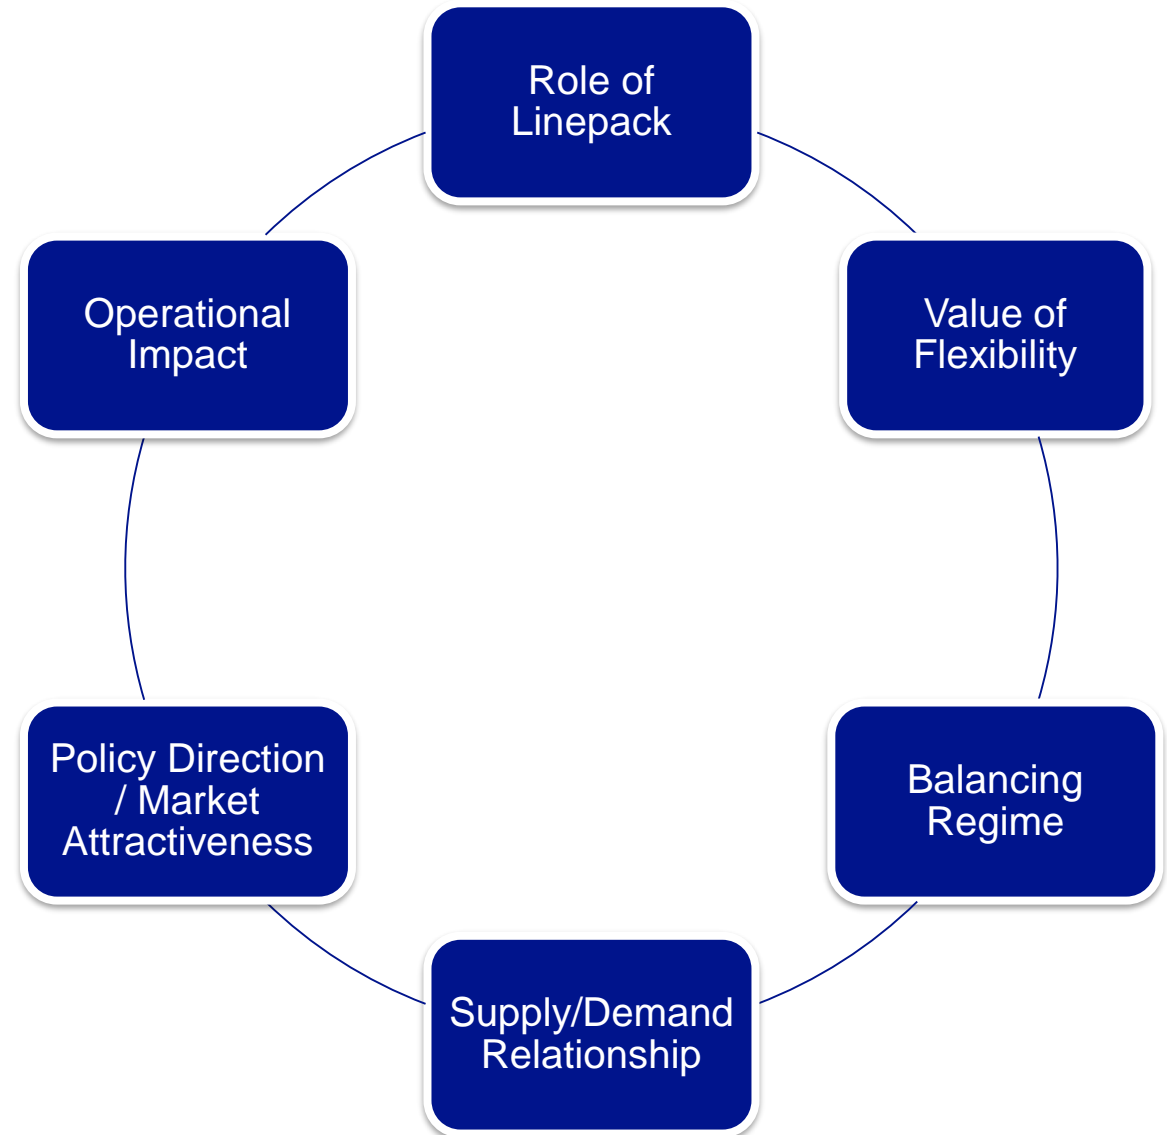 Role of
Linepack
Value of
Flexibility
Balancing
Regime
Supply/Demand
Relationship
Policy Direction
/ Market
Attractiveness
Operational
Impact